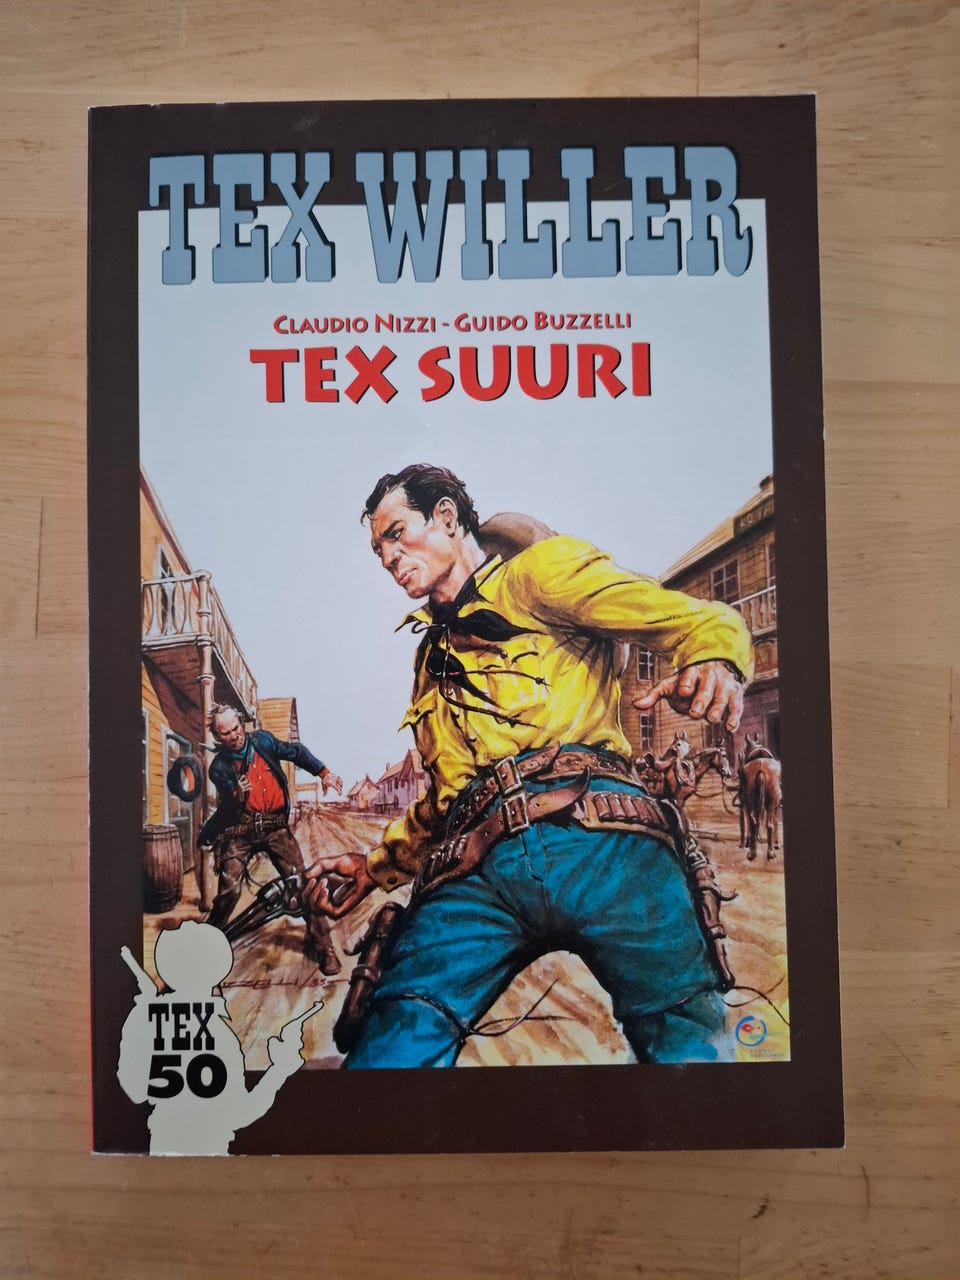 TEX WILLER
CLAUDIO NIZZI - GUIDO BUZZELLI
TEX SUURI
TEX
50